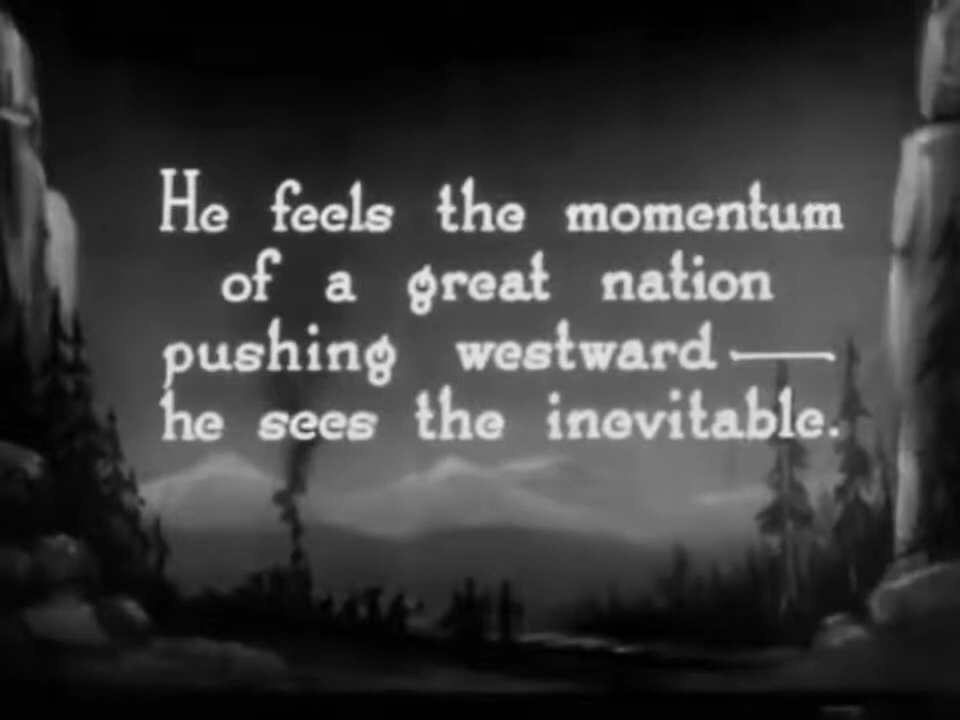 He feels the momentum
of a great nation
pushing westward —
he sees the inevitable.